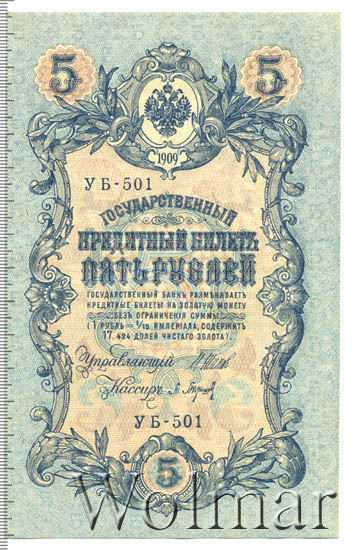 5 5
1909
УБ-501
ГОСУДАРСТВЕННЫЙ
КРЕДИТНЫЙ БИЛЕТЪ
ПЯТЬ РУБЛЕЙ
ГОСУДАРСТВЕННЫЙ БАНКЪ РАЗМѢНИВАЕТЪ
КРЕДИТНЫЕ БИЛЕТЫ НА ЗОЛОТУЮ МОНЕТУ
БЕЗЪ ОГРАНИЧЕНІЯ СУММЫ
(1 РУБЛЬ = 1/15 ИМПЕРІАЛА, СОДЕРЖИТЪ
17,424 ДОЛЕЙ ЧИСТАГО ЗОЛОТА).
Управляющій
Кассиръ
УБ-501
5
Wolmar